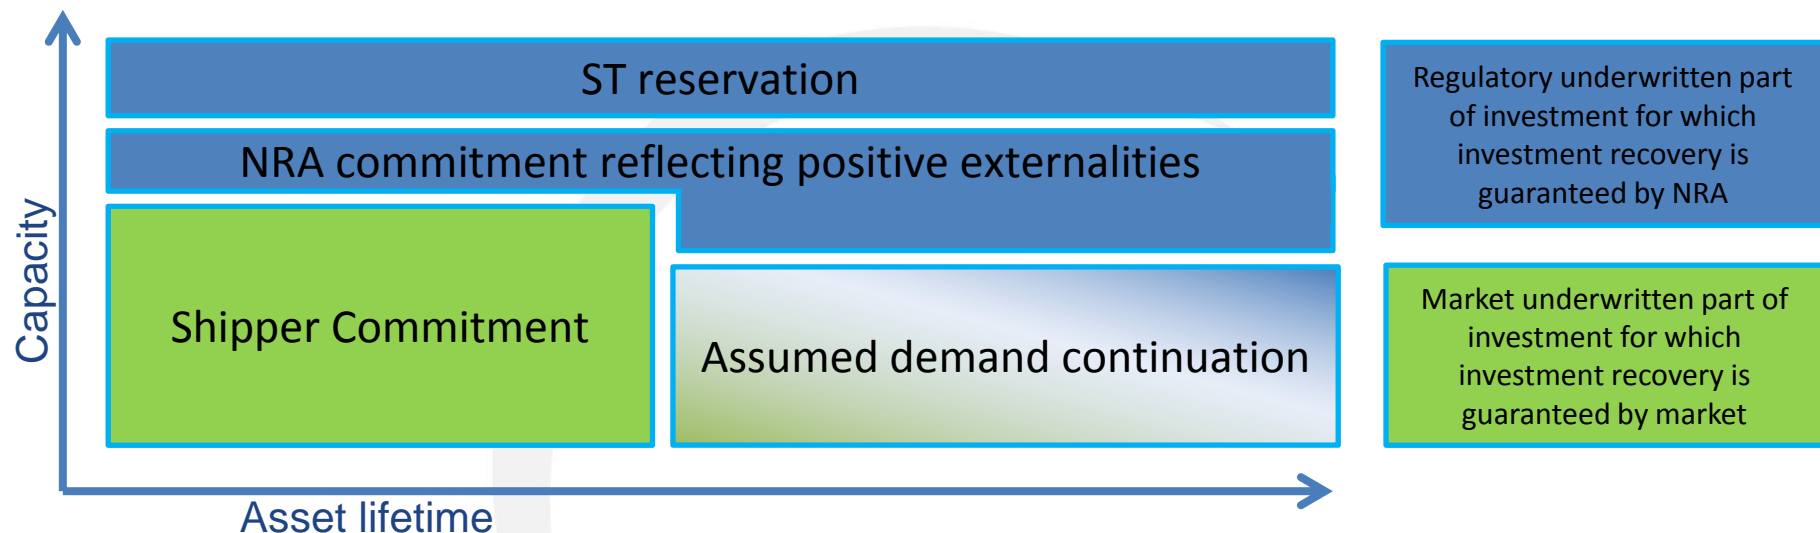 ST reservation
NRA commitment reflecting positive externalities
Shipper Commitment
Assumed demand continuation
Capacity
Asset lifetime
Regulatory underwritten part
of investment for which
investment recovery is
guaranteed by NRA
Market underwritten part of
investment for which
investment recovery is
guaranteed by market